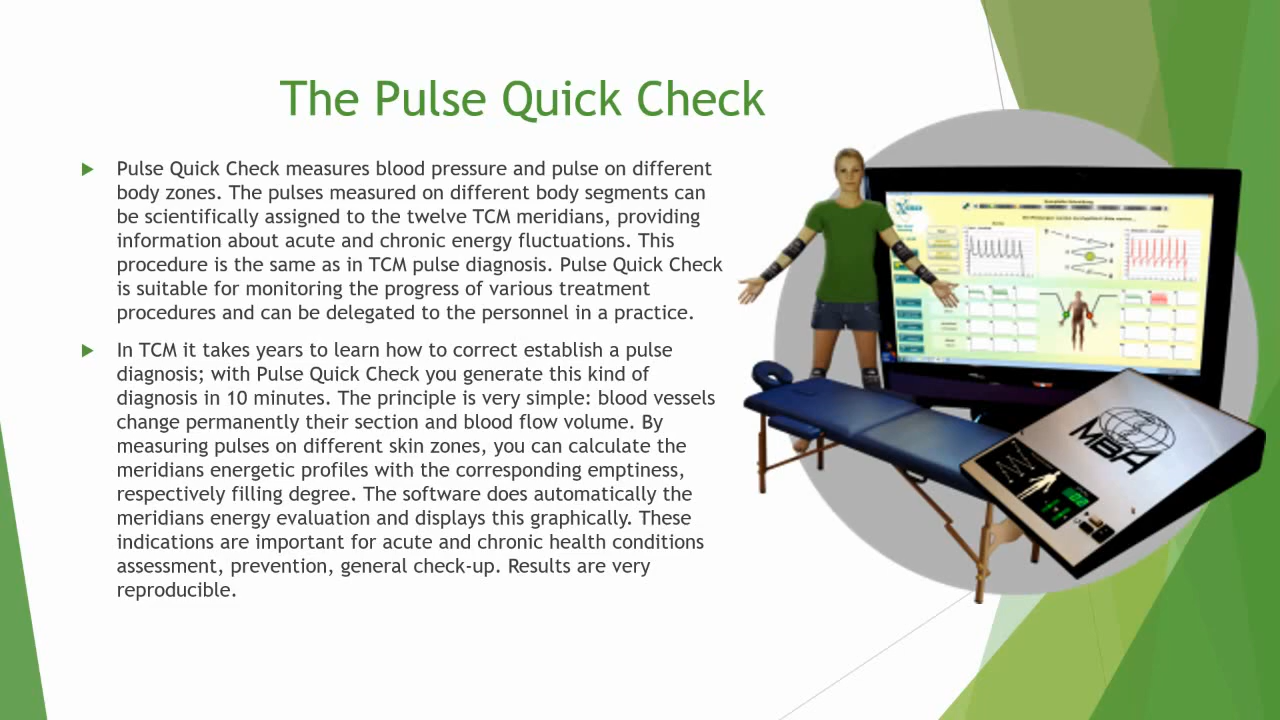 The Pulse Quick Check
Pulse Quick Check measures blood pressure and pulse on different
body zones. The pulses measured on different body segments can
be scientifically assigned to the twelve TCM meridians, providing
information about acute and chronic energy fluctuations. This
procedure is the same as in TCM pulse diagnosis. Pulse Quick Check
is suitable for monitoring the progress of various treatment
procedures and can be delegated to the personnel in a practice.
In TCM it takes years to learn how to correct establish a pulse
diagnosis; with Pulse Quick Check you generate this kind of
diagnosis in 10 minutes. The principle is very simple: blood vessels
change permanently their section and blood flow volume. By
measuring pulses on different skin zones, you can calculate the
meridians energetic profiles with the corresponding emptiness,
respectively filling degree. The software does automatically the
meridians energy evaluation and displays this graphically. These
indications are important for acute and chronic health conditions
assessment, prevention, general check-up. Results are very
reproducible.
MBA